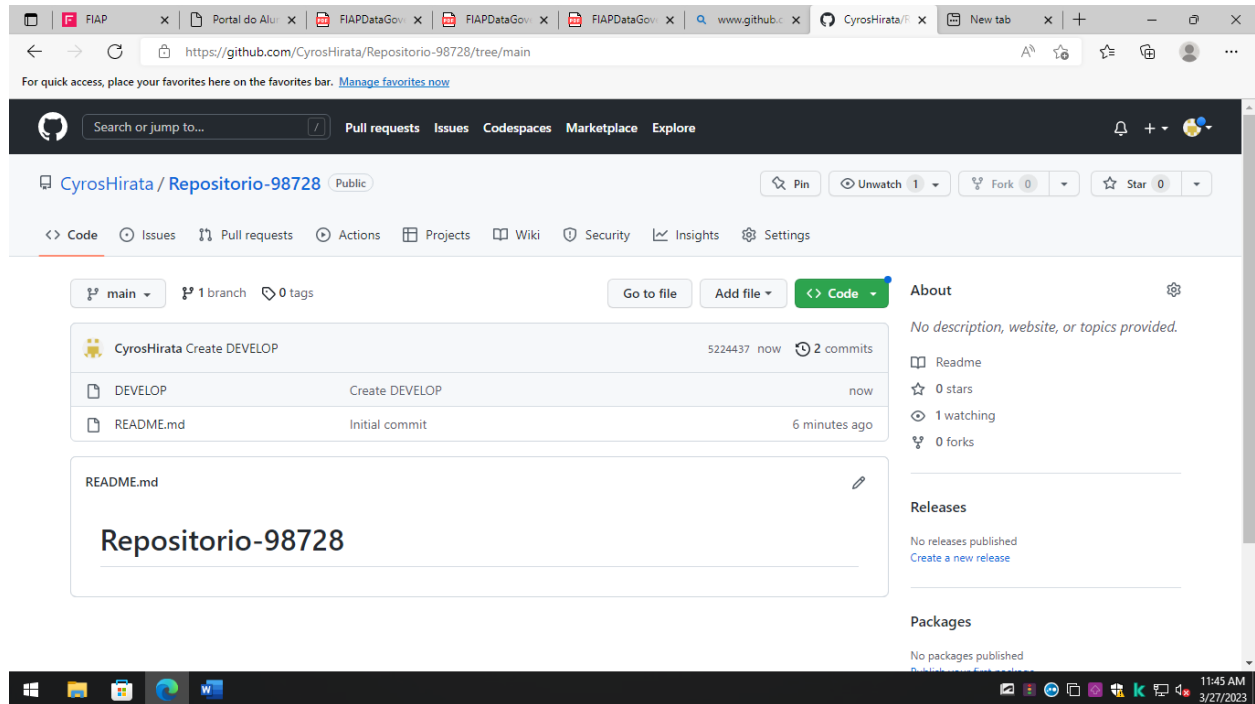 FIAP
Portal do Alur
FIAPDataGov
FIAPDataGov
FIAPDataGov
www.github.c
CyrosHirata/R
New tab
https://github.com/CyrosHirata/Repositorio-98728/tree/main
For quick access, place your favorites here on the favorites bar. Manage favorites now
Search or jump to... / Pull requests Issues Codespaces Marketplace Explore
CyrosHirata / Repositorio-98728 Public
Pin Unwatch 1 Fork 0 Star 0
Code Issues Pull requests Actions Projects Wiki Security Insights Settings
main 1 branch 0 tags Go to file Add file Code
CyrosHirata Create DEVELOP 5224437 now 2 commits
DEVELOP Create DEVELOP now
README.md Initial commit 6 minutes ago
README.md
Repositorio-98728
About
No description, website, or topics provided.
Readme
0 stars
1 watching
0 forks
Releases
No releases published
Create a new release
Packages
No packages published
Publish your first package
11:45 AM
3/27/2023